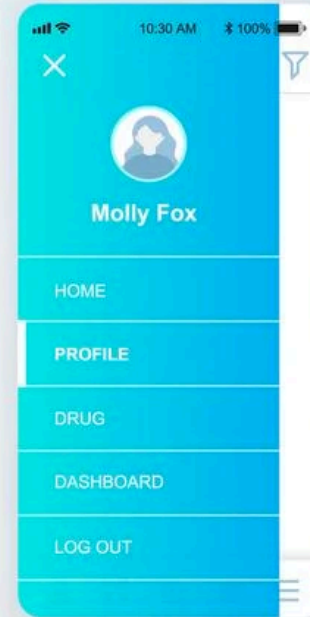 10:30 AM 100%
Molly Fox
HOME
PROFILE
DRUG
DASHBOARD
LOG OUT